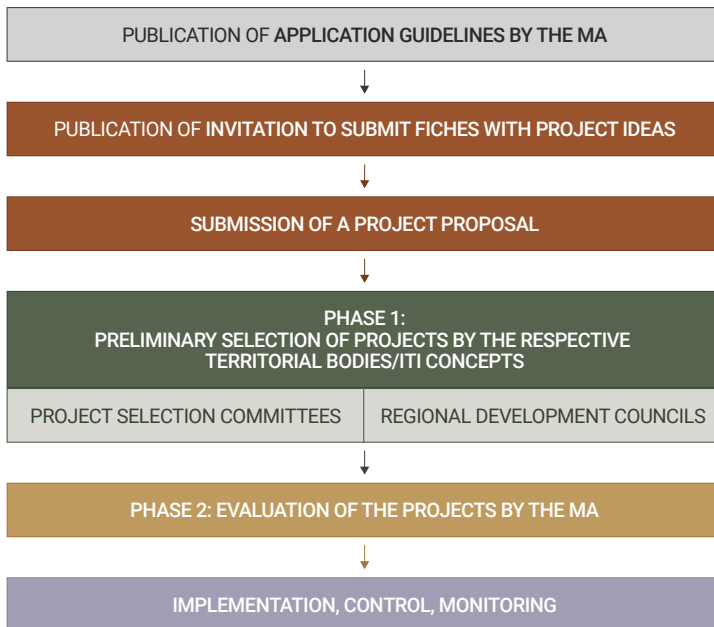 PUBLICATION OF APPLICATION GUIDELINES BY THE MA
PUBLICATION OF INVITATION TO SUBMIT FICHES WITH PROJECT IDEAS
SUBMISSION OF A PROJECT PROPOSAL
PHASE 1:
PRELIMINARY SELECTION OF PROJECTS BY THE RESPECTIVE
TERRITORIAL BODIES/ITI CONCEPTS
PROJECT SELECTION COMMITTEES
REGIONAL DEVELOPMENT COUNCILS
PHASE 2: EVALUATION OF THE PROJECTS BY THE MA
IMPLEMENTATION, CONTROL, MONITORING